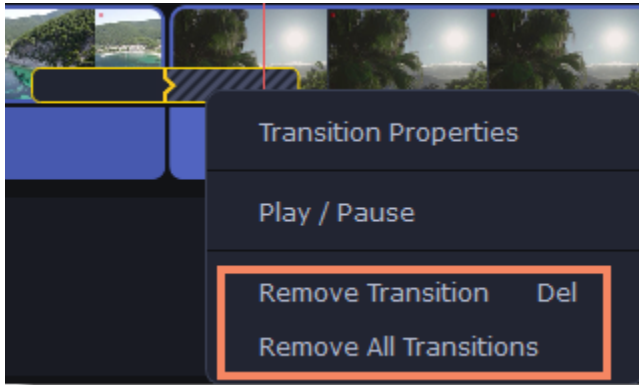 Transition Properties
Play / Pause
Remove Transition Del
Remove All Transitions